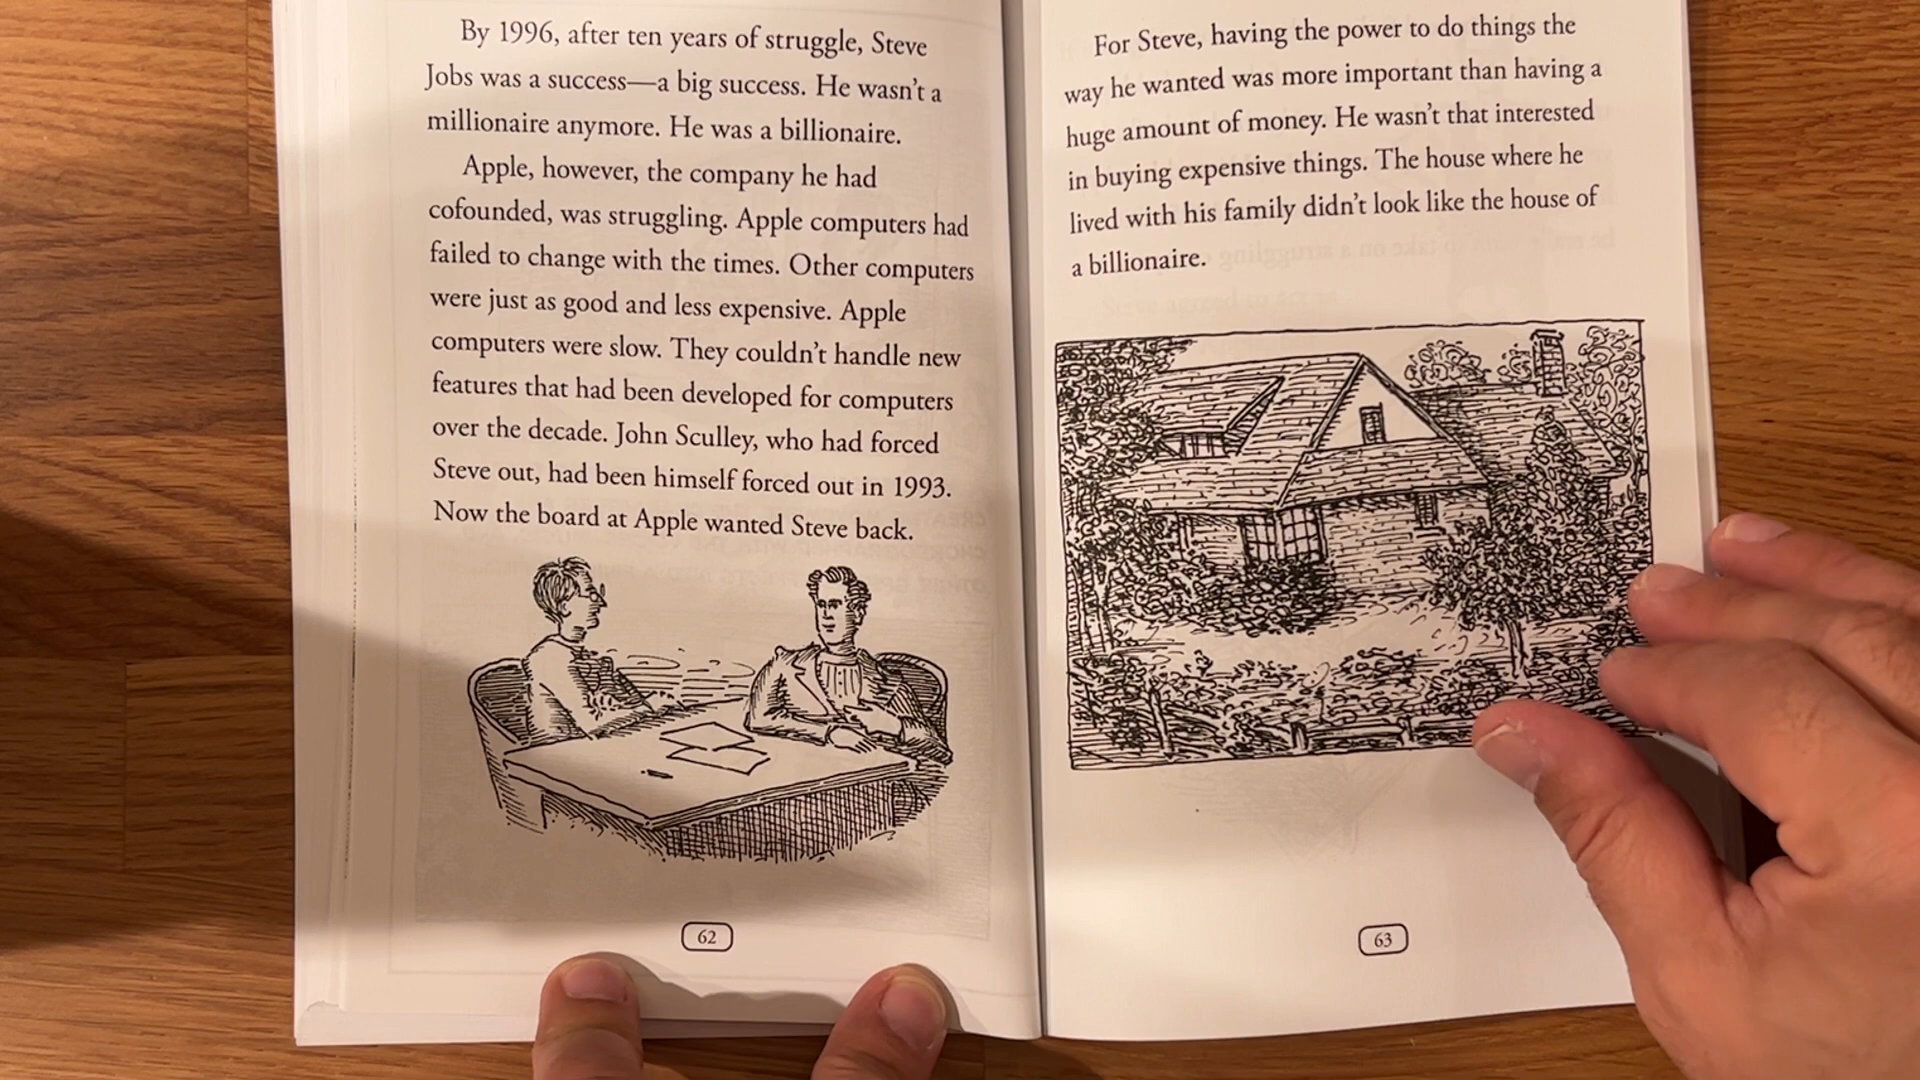 By 1996, after ten years of struggle, Steve
Jobs was a success—a big success. He wasn't a
millionaire anymore. He was a billionaire.
Apple, however, the company he had
cofounded, was struggling. Apple computers had
failed to change with the times. Other computers
were just as good and less expensive. Apple
computers were slow. They couldn't handle new
features that had been developed for computers
over the decade. John Sculley, who had forced
Steve out, had been himself forced out in 1993.
Now the board at Apple wanted Steve back.
62
For Steve, having the power to do things the
way he wanted was more important than having a
huge amount of money. He wasn't that interested
in buying expensive things. The house where he
lived with his family didn't look like the house of
a billionaire.
63